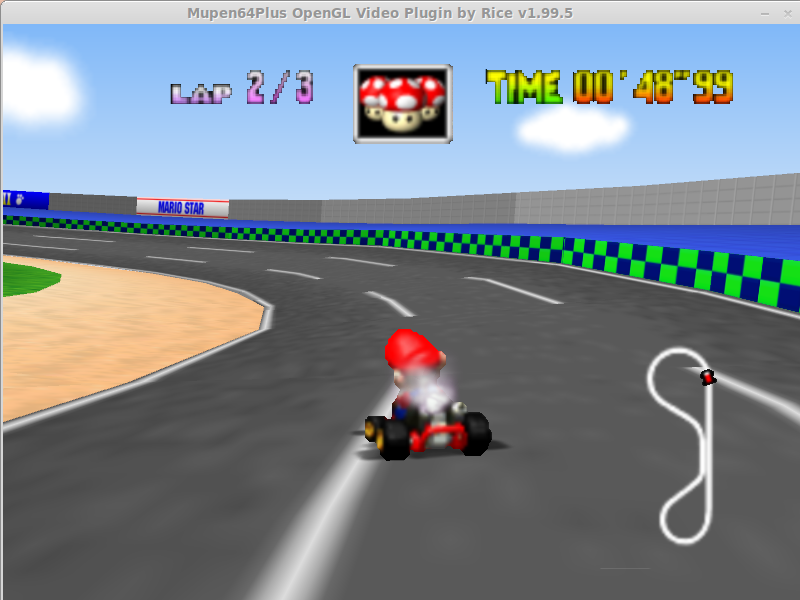 Mupen64Plus OpenGL Video Plugin by Rice v1.99.5
LAP 2/3
TIME 00'48"99
MARIO STAR